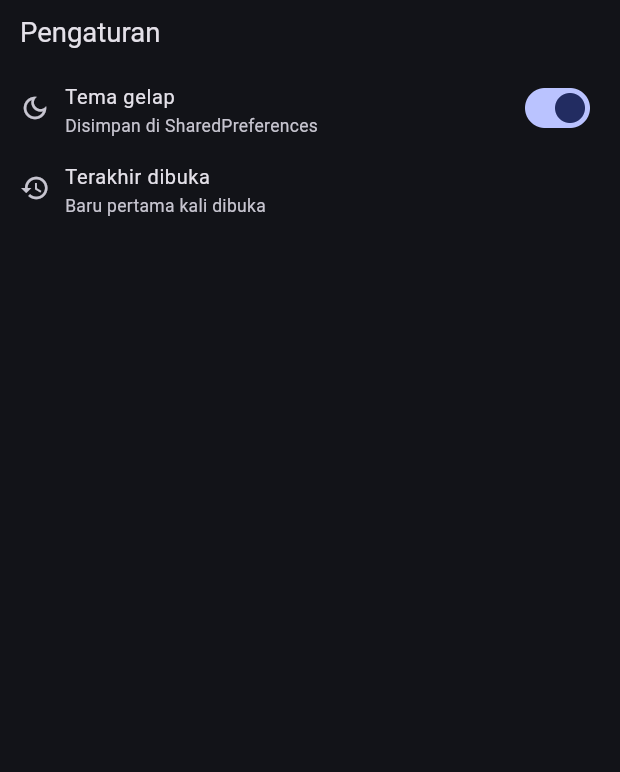 Pengaturan
Tema gelap
Disimpan di SharedPreferences
Terakhir dibuka
Baru pertama kali dibuka